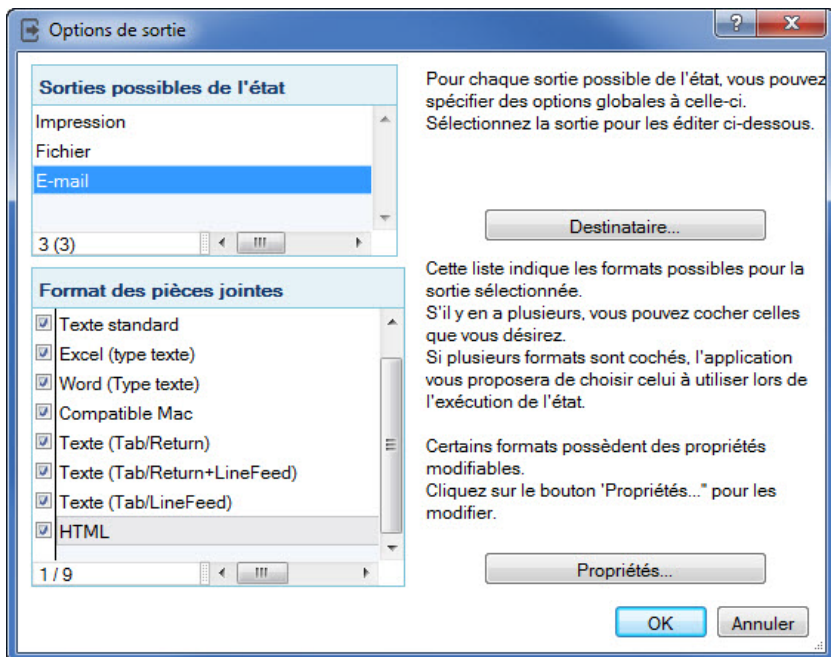 Options de sortie
Sorties possibles de l'état
Impression
Fichier
E-mail
3 (3)
Pour chaque sortie possible de l'état, vous pouvez
spécifier des options globales à celle-ci.
Sélectionnez la sortie pour les éditer ci-dessous.
Destinataire...
Format des pièces jointes
Texte standard
Excel (type texte)
Word (Type texte)
Compatible Mac
Texte (Tab/Return)
Texte (Tab/Return+LineFeed)
Texte (Tab/LineFeed)
HTML
1 / 9
Cette liste indique les formats possibles pour la
sortie sélectionnée.
S'il y en a plusieurs, vous pouvez cocher celles
que vous désirez.
Si plusieurs formats sont cochés, l'application
vous proposera de choisir celui à utiliser lors de
l'exécution de l'état.
Certains formats possèdent des propriétés
modifiables.
Cliquez sur le bouton 'Propriétés..." pour les
modifier.
Propriétés...
OK
Annuler